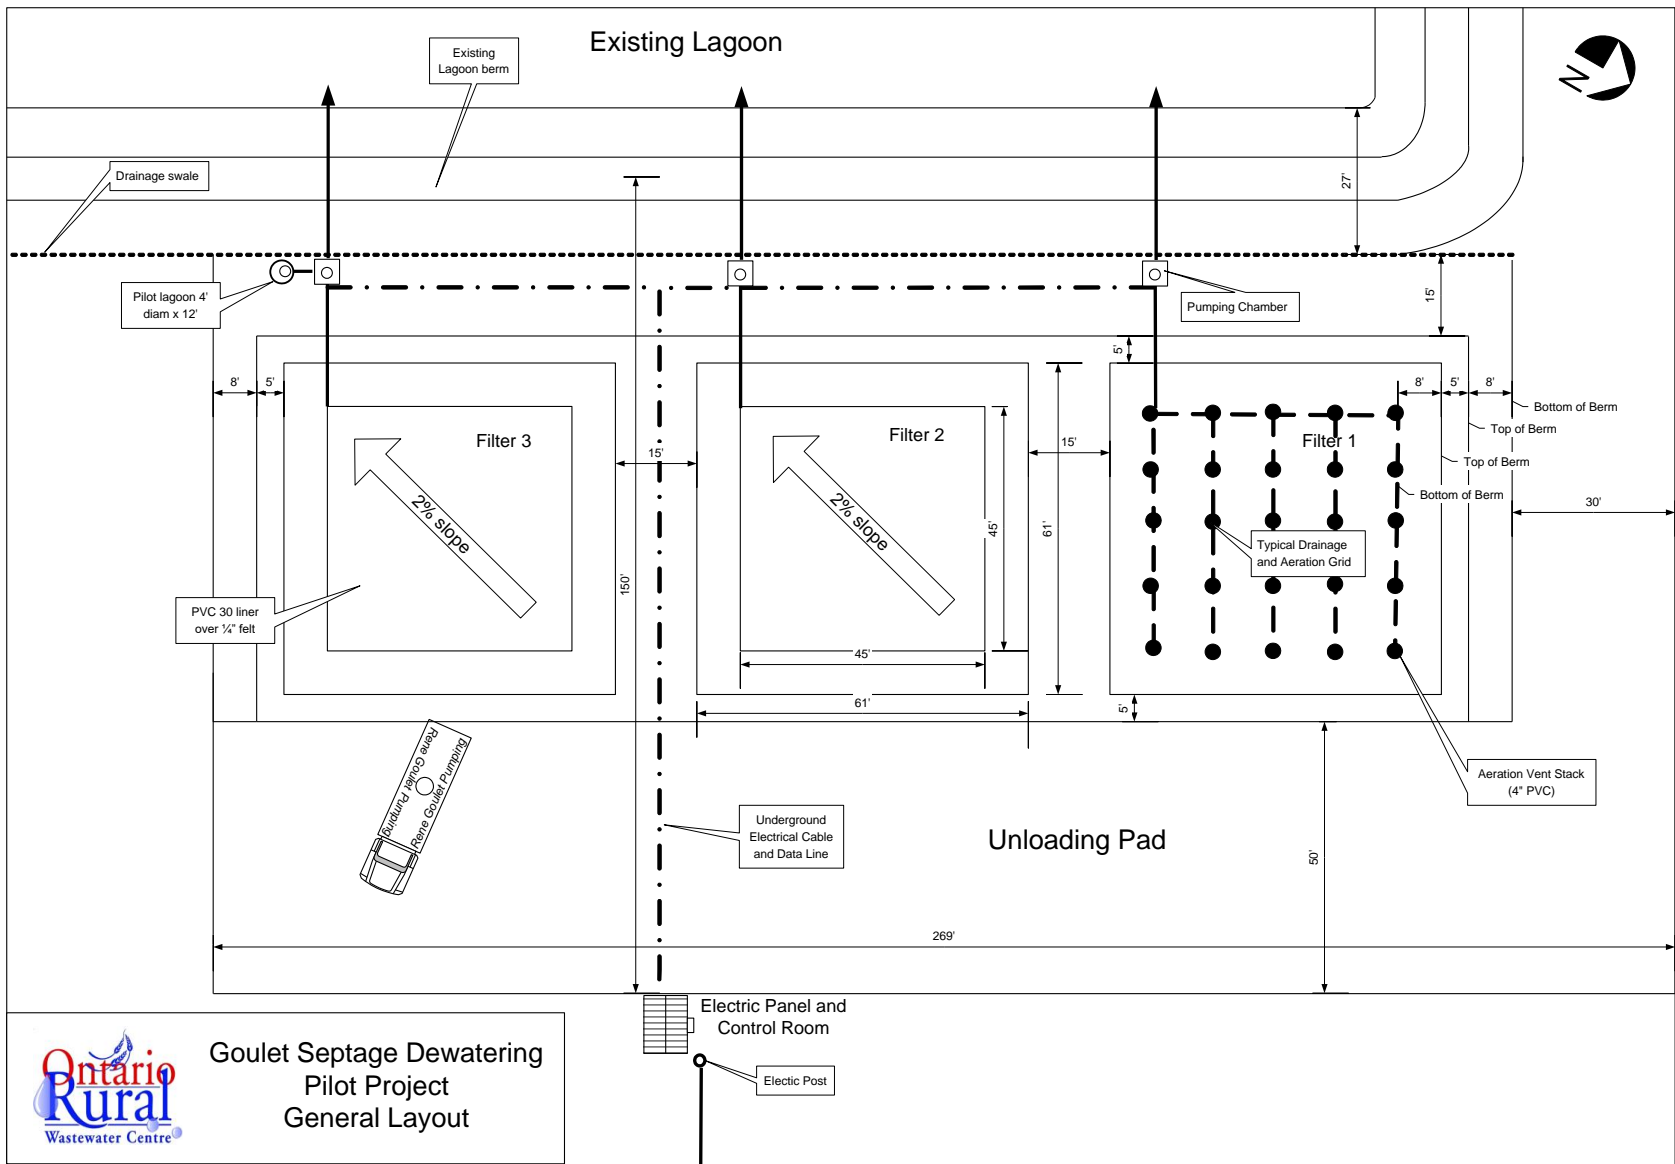 Existing Lagoon
Existing
Lagoon berm
N
Drainage swale
27'
Pilot lagoon 4'
diam x 12'
Pumping Chamber
15'
5'
8'
5'
8'
5'
8'
Bottom of Berm
Top of Berm
Top of Berm
Bottom of Berm
Filter 3
Filter 2
Filter 1
15'
15'
2% slope
2% slope
45'
61'
30'
Typical Drainage
and Aeration Grid
150'
PVC 30 liner
over ¼" felt
45'
61'
5'
Rene Goulet Pumping
Rene Goulet Pumping
Aeration Vent Stack
(4" PVC)
Underground
Electrical Cable
and Data Line
Unloading Pad
50'
269'
Electric Panel and
Control Room
Electic Post
Ontario
Rural
Wastewater Centre
Goulet Septage Dewatering
Pilot Project
General Layout